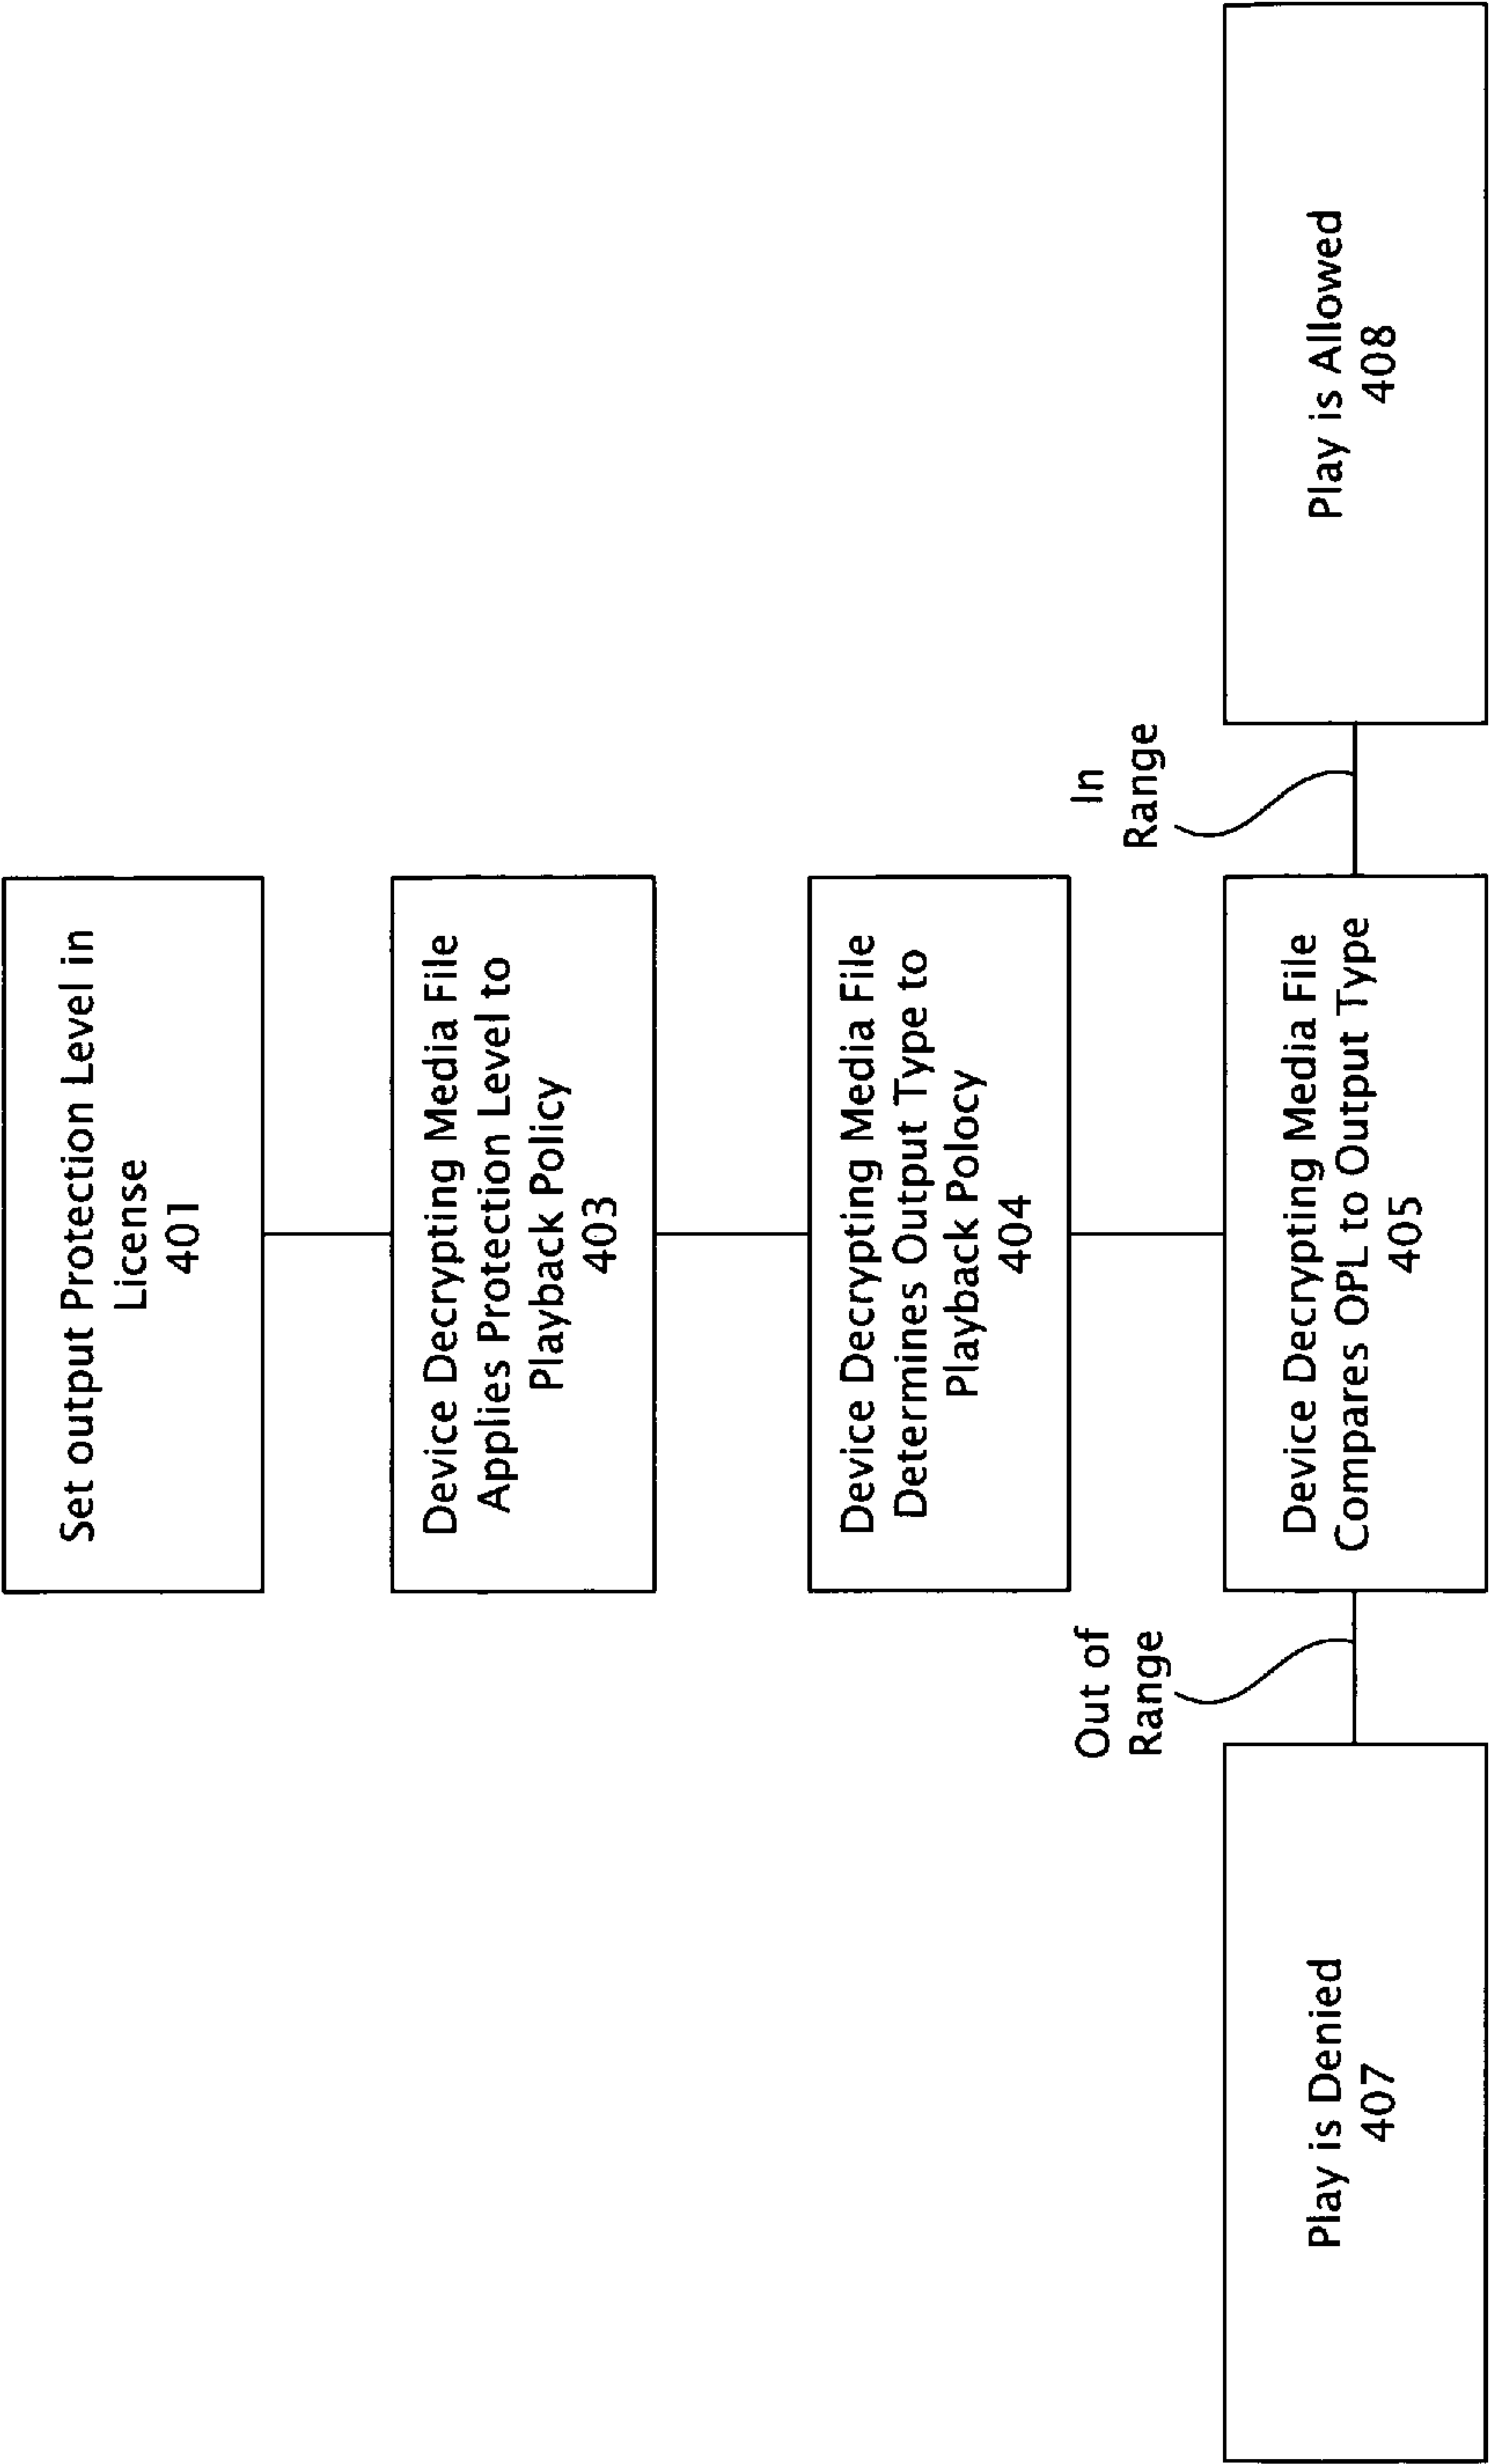 Set output Protection Level in
License
401
Device Decrypting Media File
Applies Protection Level to
Playback Policy
403
Device Decrypting Media File
Determines Output Type to
Playback Polocy
404
Out of
Range
In
Range
Play is Denied
407
Device Decrypting Media File
Compares OPL to Output Type
405
Play is Allowed
408